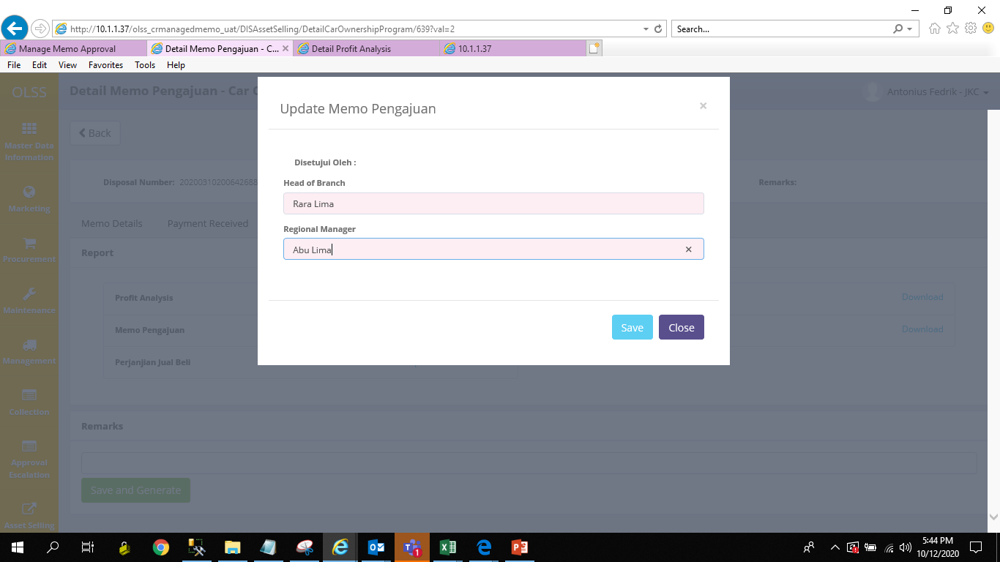 http://10.1.1.37/olss_crmanagedmemo_uat/DISAssetSelling/DetailCarOwnershipProgram/639?val=2
Search...
Manage Memo Approval
Detail Memo Pengajuan - C...
Detail Profit Analysis
10.1.1.37
File Edit View Favorites Tools Help
OLSS
Detail Memo Pengajuan - Car
Antonius Fedrik - JKC
Update Memo Pengajuan
×
Back
Master Data
Information
Disetujui Oleh :
Disposal Number: 20200310200642688
Head of Branch
Remarks:
Rara Lima
Marketing
Memo Details
Payment Received
Regional Manager
Abu Lima
Procurement
Report
Profit Analysis
Download
Maintenance
Memo Pengajuan
Download
Save
Close
Management
Perjanjian Jual Beli
Collection
Remarks
Approval
Escalation
Save and Generate
Asset Selling
1
5:44 PM
10/12/2020